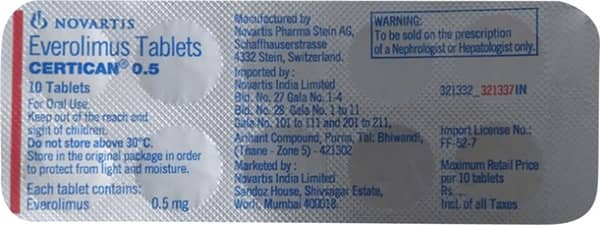 NOVARTIS
Everolimus Tablets
CERTICAN® 0.5
10 Tablets
For Oral Use.
Keep out of the reach and
sight of children.
Do not store above 30°C.
Store in the original package in order
to protect from light and moisture.
Each tablet contains:
Everolimus 0.5 mg
Manufactured by
Novartis Pharma Stein AG,
Schaffhauserstrasse
4332 Stein, Switzerland.
Imported by :
Novartis India Limited
Bld. No. 27 Gala No. 1-4
Bld. No. 28, Gala No. 1 to 11
Gala No. 101 to 111 and 201 to 211,
Arihant Compound, Purna, Tal: Bhiwandi,
(Thane - Zone 5) - 421302
Marketed by :
Novartis India Limited
Sandoz House, Shivsagar Estate,
Worli, Mumbai 400018.
WARNING:
To be sold on the prescription
of a Nephrologist or Hepatologist only.
321332_321337IN
Import License No.:
FF-52-7
Maximum Retail Price
per 10 tablets
Rs. ...
Incl. of all Taxes